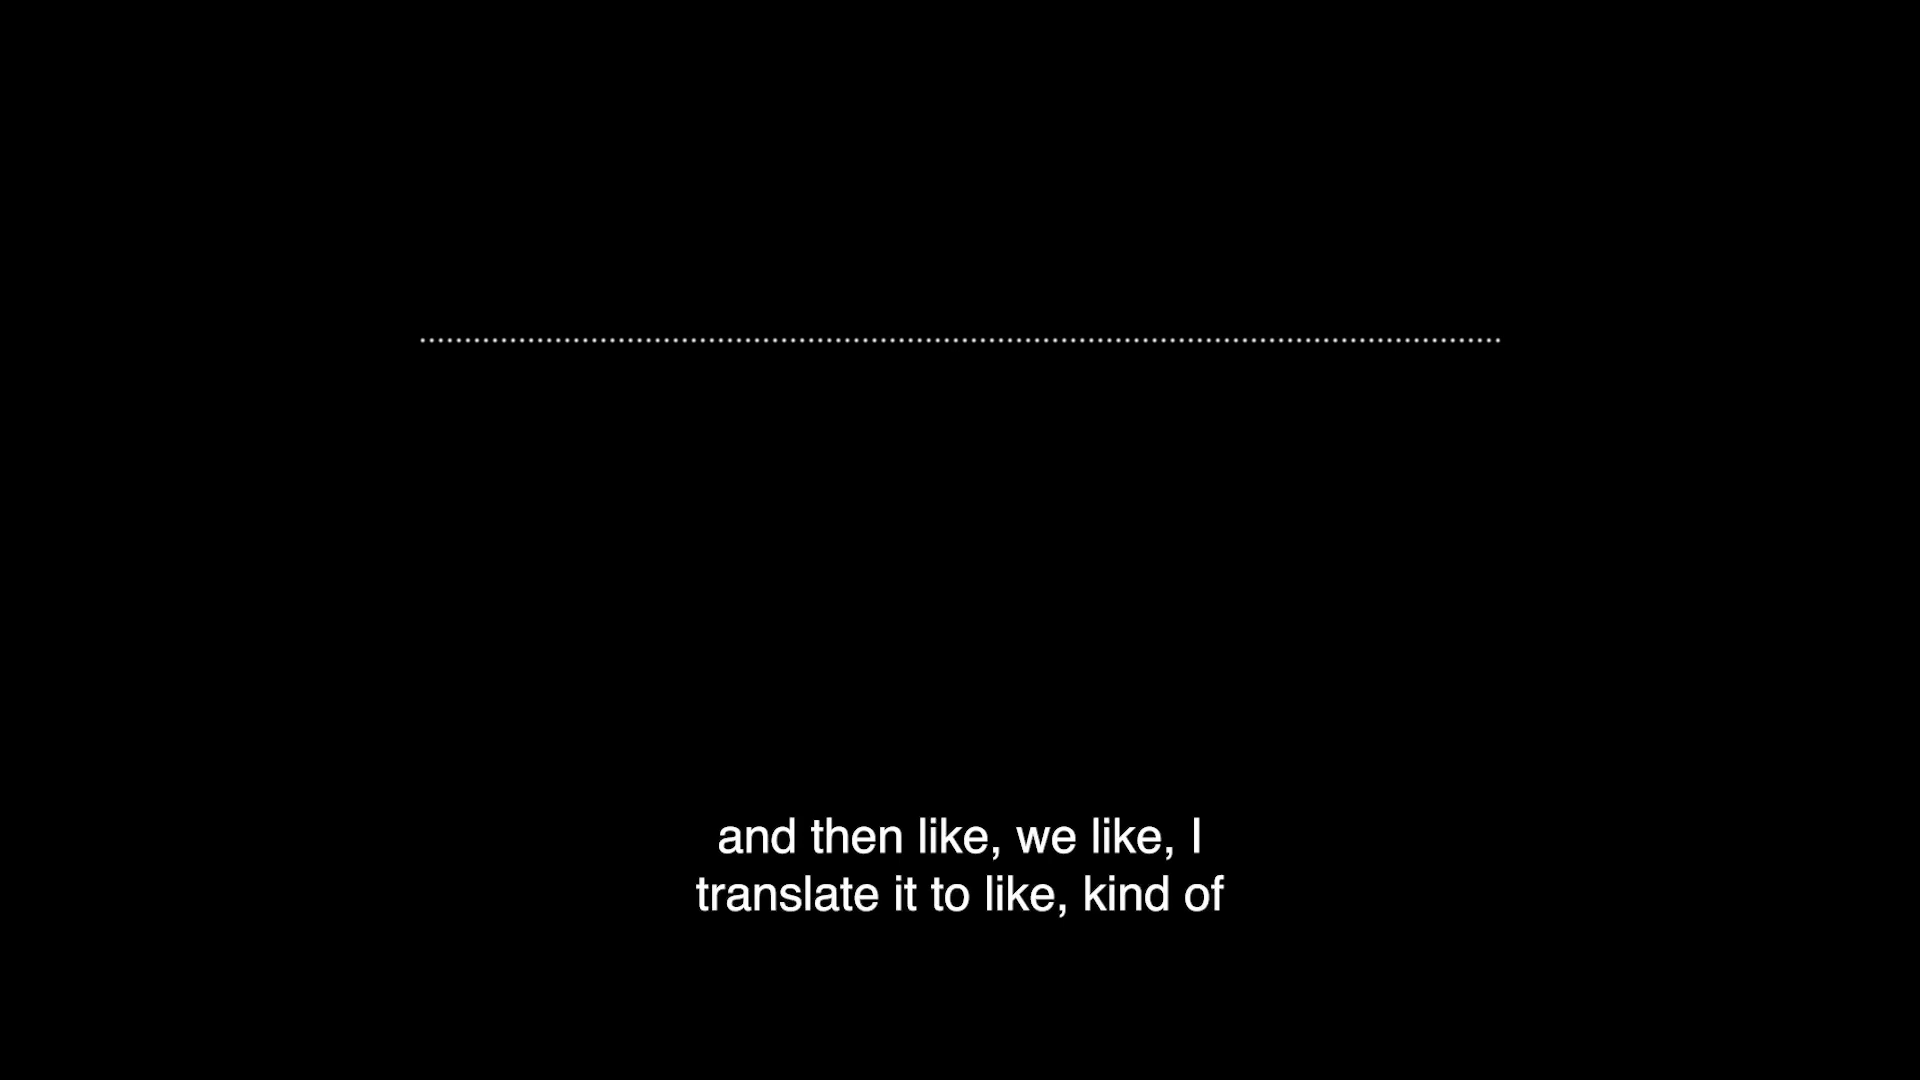 and then like, we like, I
translate it to like, kind of